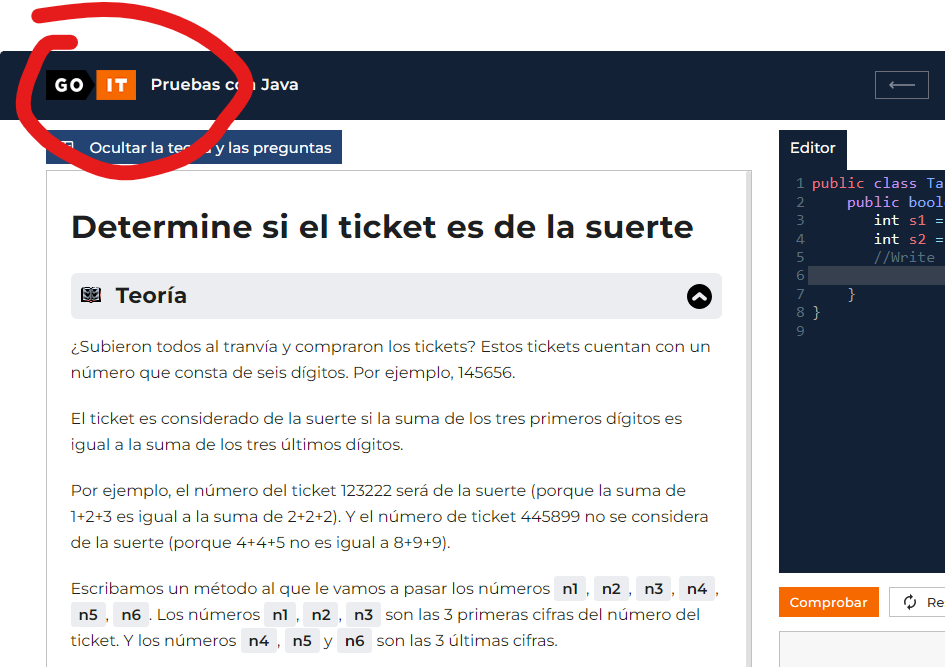 GO IT Pruebas con Java
Ocultar la teoría y las preguntas
Determine si el ticket es de la suerte
Teoría
¿Subieron todos al tranvía y compraron los tickets? Estos tickets cuentan con un
número que consta de seis dígitos. Por ejemplo, 145656.
El ticket es considerado de la suerte si la suma de los tres primeros dígitos es
igual a la suma de los tres últimos dígitos.
Por ejemplo, el número del ticket 123222 será de la suerte (porque la suma de
1+2+3 es igual a la suma de 2+2+2). Y el número de ticket 445899 no se considera
de la suerte (porque 4+4+5 no es igual a 8+9+9).
Escribamos un método al que le vamos a pasar los números n1, n2, n3, n4,
n5, n6. Los números n1, n2, n3 son las 3 primeras cifras del número del
ticket. Y los números n4, n5 y n6 son las 3 últimas cifras.
Editor
1 public class Ta
2 public bool
3 int s1 =
4 int s2 =
5 //Write
6
7 }
8 }
9
Comprobar
Re